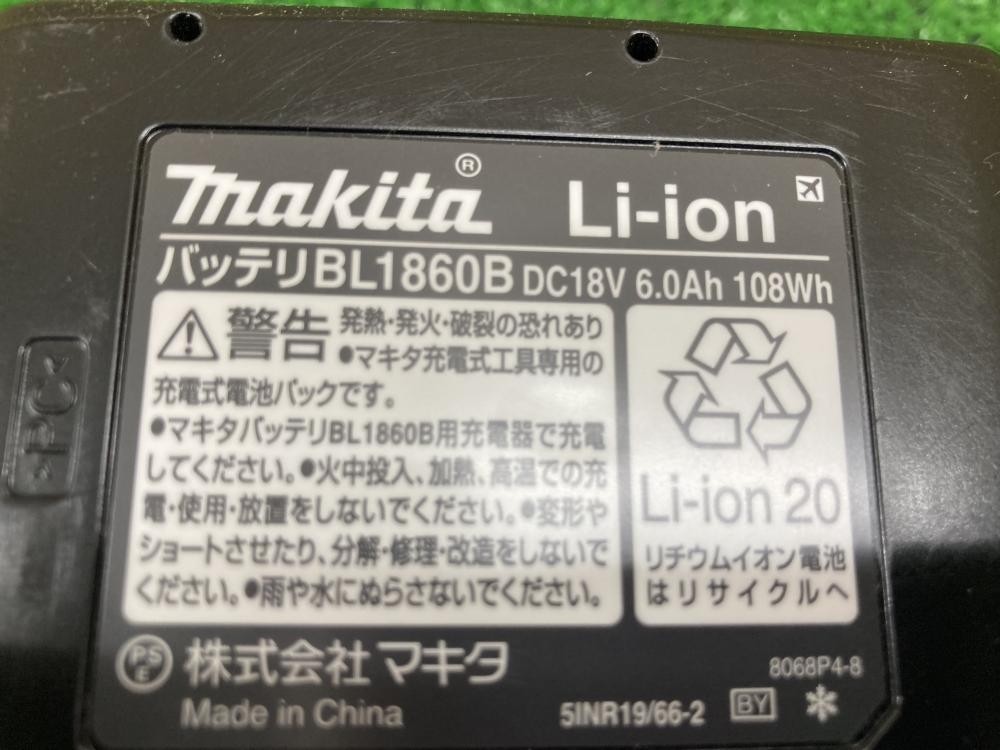 makita®
Li-ion
バッテリBL1860B DC18V 6.0Ah 108Wh
警告 発熱・発火・破裂の恐れあり
●マキタ充電式工具専用の
充電式電池パックです。
●マキタバッテリBL1860B用充電器で充電
してください。●火中投入、加熱、高温での充
電・使用・放置をしないでください。●変形や
ショートさせたり、分解・修理・改造をしないで
ください。●雨や水にぬらさないでください。
Li-ion 20
リチウムイオン電池
はリサイクルへ
PSE 株式会社マキタ
Made in China
8068P4-8
5INR19/66-2 BY
>PC<